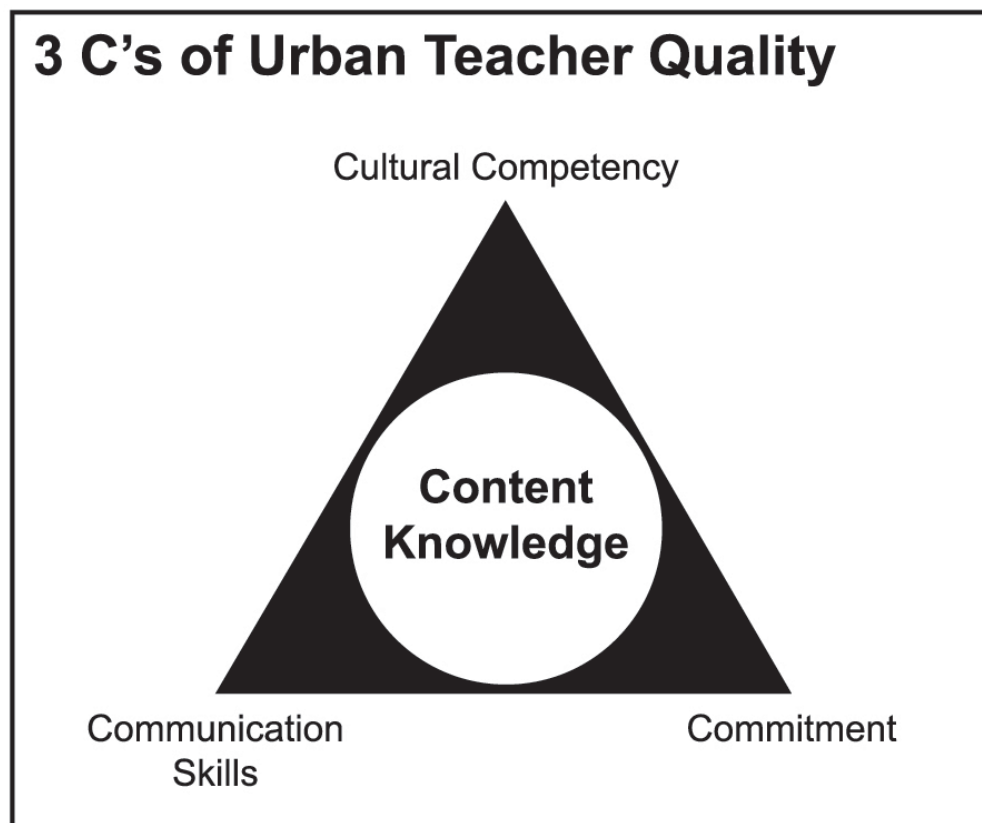 3 C’s of Urban Teacher Quality
Cultural Competency
Content
Knowledge
Communication
Skills
Commitment